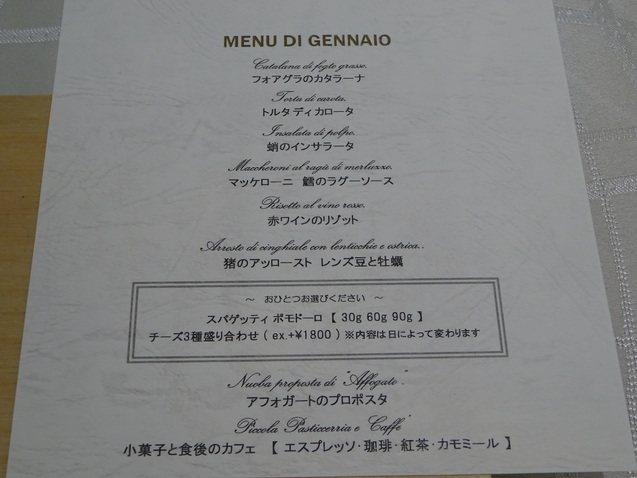 MENU DI GENNAIO
Catalana di fegto grasso.
フォアグラのカタラーナ
Torta di carota.
トルタ ディ カロータ
Insalata di polpo.
蛸のインサラータ
Maccheroni al ragù di merluzzo.
マッケローニ 鱈のラグーソース
Risotto al vino rosso.
赤ワインのリゾット
Arrosto di cinghiale con lenticchie e ostrica..
猪のアッロースト レンズ豆と牡蠣
～ おひとつお選びください ～
スパゲッティ ポモドーロ 【 30g 60g 90g 】
チーズ3種盛り合わせ ( ex.+¥1800 ) ※内容は日によって変わります
Nuoba proposta di "Affogato".
アフォガートのプロポスタ
Piccola Pasticcerria e Caffè"
小菓子と食後のカフェ 【 エスプレッソ･珈琲･紅茶･カモミール 】